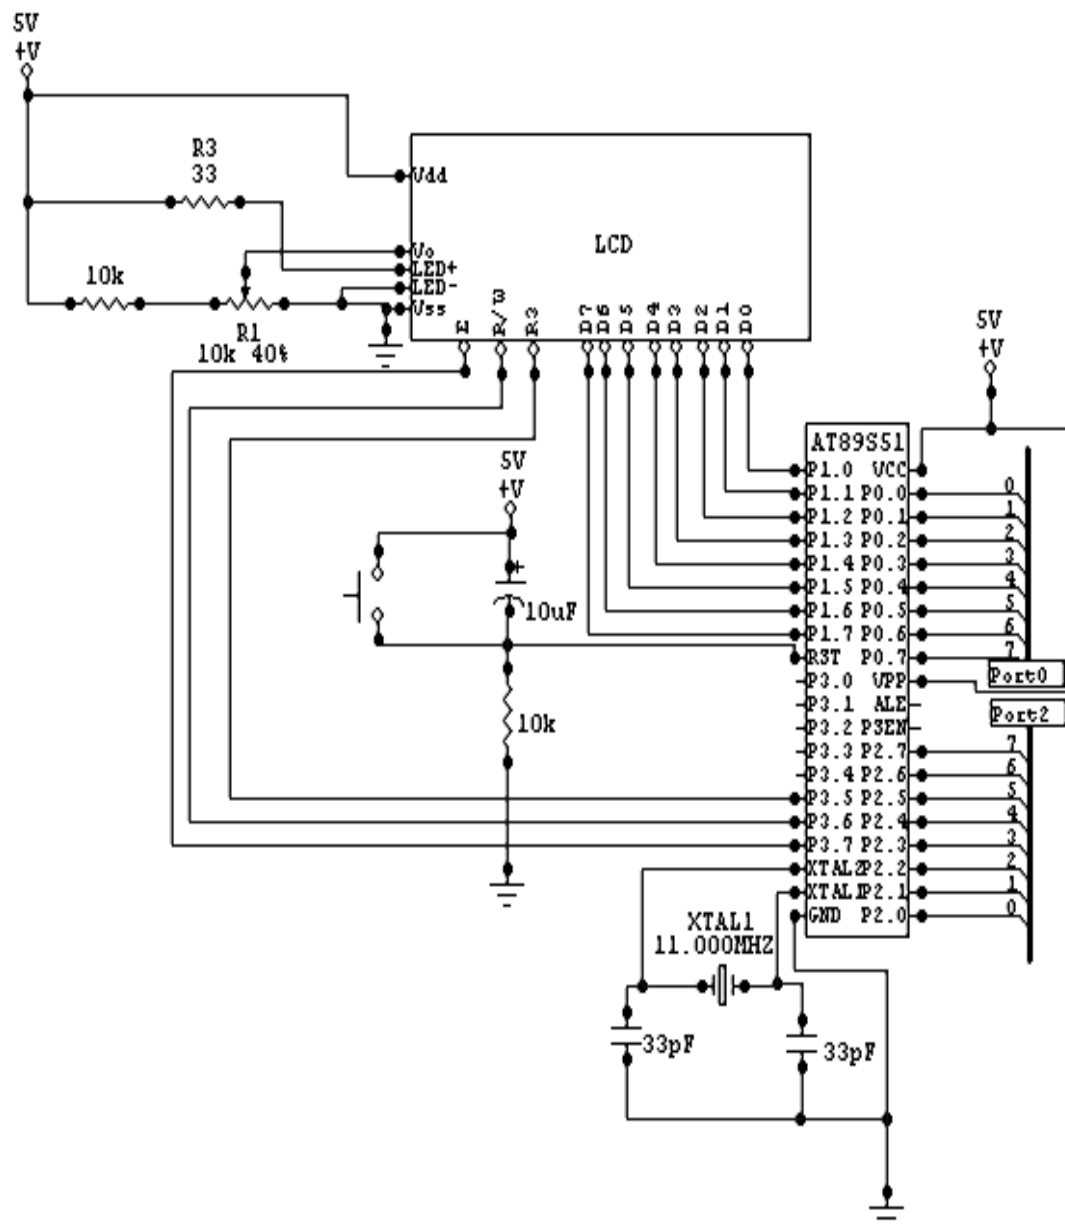 5V
+V
R3
33
Vdd
LCD
Vo
LED+
LED-
Vss
10k
R1
10k 40%
E
R/W
R3
D7
D6
D5
D4
D3
D2
D1
D0
5V
+V
5V
+V
10uF
10k
AT89S51
P1.0 VCC
P1.1 P0.0 0
P1.2 P0.1 1
P1.3 P0.2 2
P1.4 P0.3 3
P1.5 P0.4 4
P1.6 P0.5 5
P1.7 P0.6 6
RST P0.7 7
Port0
P3.0 VPP
P3.1 ALE
Port2
P3.2 PSEN
P3.3 P2.7 7
P3.4 P2.6 6
P3.5 P2.5 5
P3.6 P2.4 4
P3.7 P2.3 3
XTAL2 P2.2 2
XTAL1 P2.1 1
GND P2.0 0
XTAL1
11.000MHZ
33pF
33pF